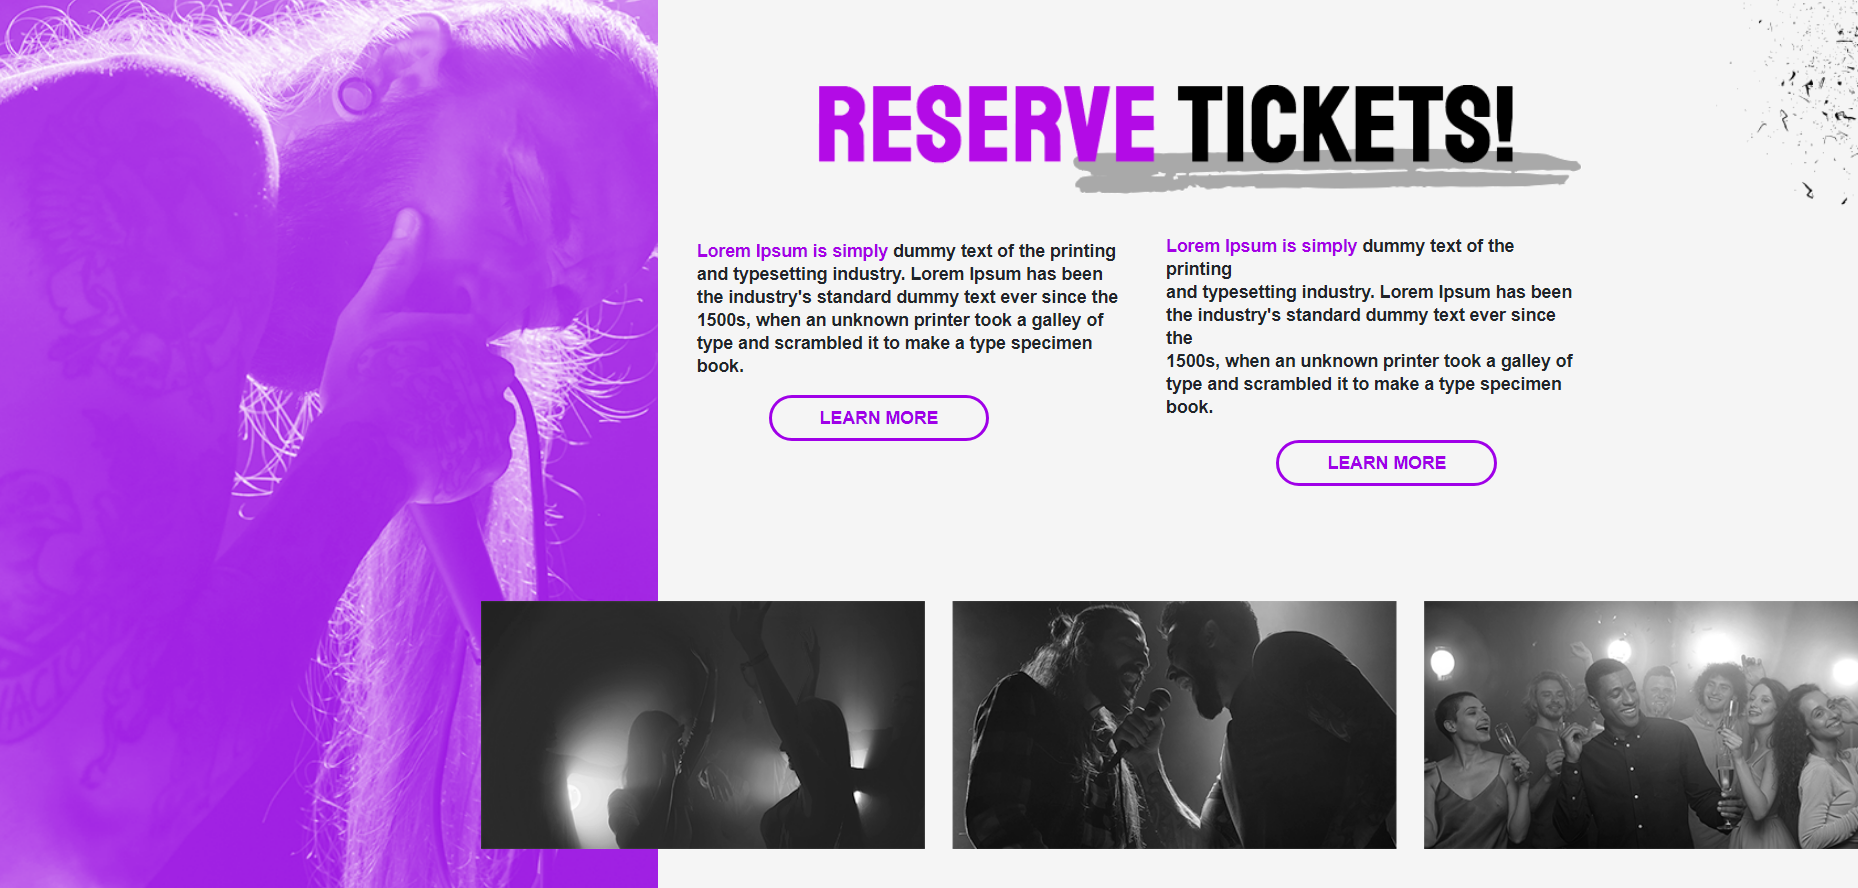 RESERVE TICKETS!
Lorem Ipsum is simply dummy text of the printing
and typesetting industry. Lorem Ipsum has been
the industry's standard dummy text ever since the
1500s, when an unknown printer took a galley of
type and scrambled it to make a type specimen
book.
LEARN MORE
Lorem Ipsum is simply dummy text of the
printing
and typesetting industry. Lorem Ipsum has been
the industry's standard dummy text ever since
the
1500s, when an unknown printer took a galley of
type and scrambled it to make a type specimen
book.
LEARN MORE